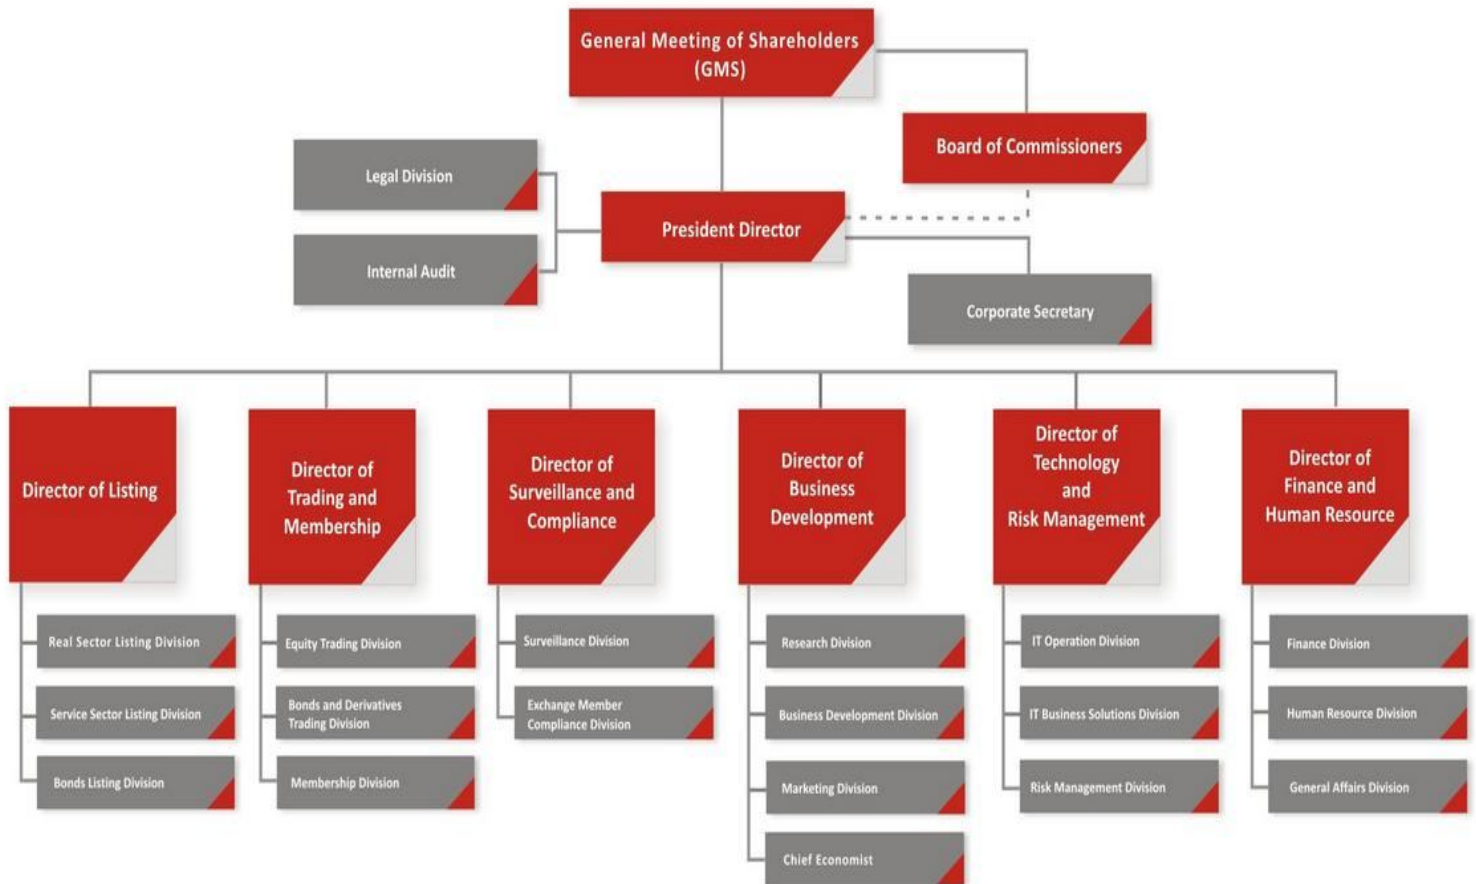 General Meeting of Shareholders
(GMS)
Board of Commissioners
Legal Division
President Director
Internal Audit
Corporate Secretary
Director of Listing
Real Sector Listing Division
Service Sector Listing Division
Bonds Listing Division
Director of
Trading and
Membership
Equity Trading Division
Bonds and Derivatives
Trading Division
Membership Division
Director of
Surveillance and
Compliance
Surveillance Division
Exchange Member
Compliance Division
Director of
Business
Development
Research Division
Business Development Division
Marketing Division
Chief Economist
Director of
Technology
and
Risk Management
IT Operation Division
IT Business Solutions Division
Risk Management Division
Director of
Finance and
Human Resource
Finance Division
Human Resource Division
General Affairs Division